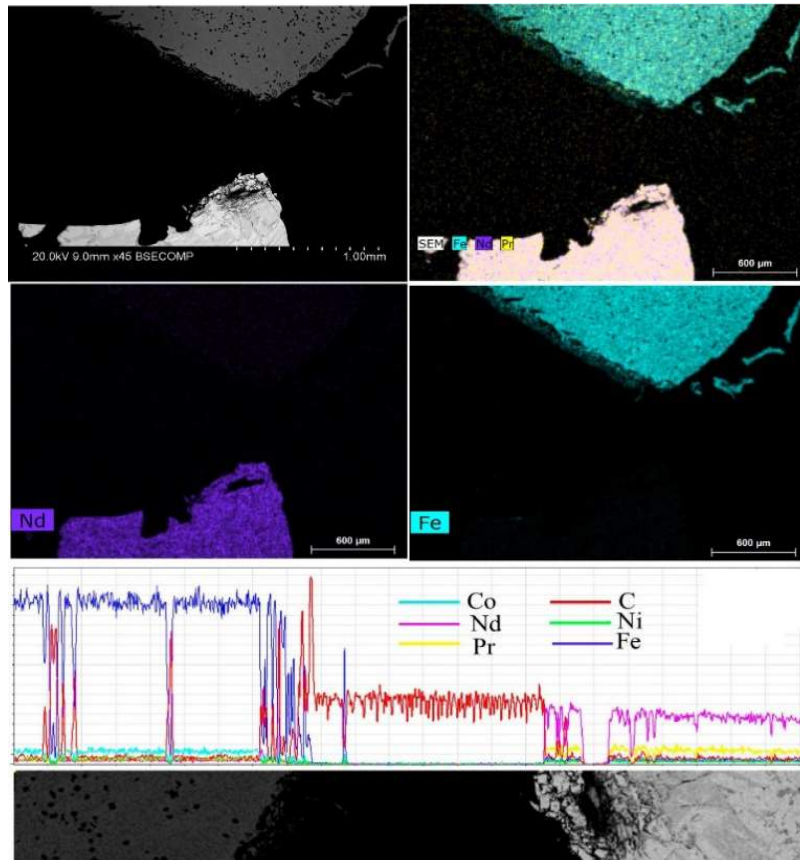 20.0kV 9.0mm x45 BSECOMP 1.00mm
SEM Fe Nd Pr
600 µm
Nd
600 µm
Fe
600 µm
Co C
Nd Ni
Pr Fe